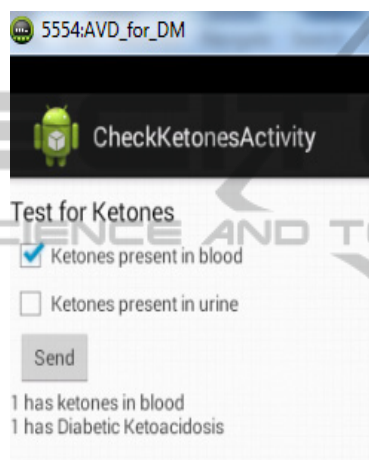 5554:AVD_for_DM
CheckKetonesActivity
Test for Ketones
Ketones present in blood
Ketones present in urine
Send
1 has ketones in blood
1 has Diabetic Ketoacidosis